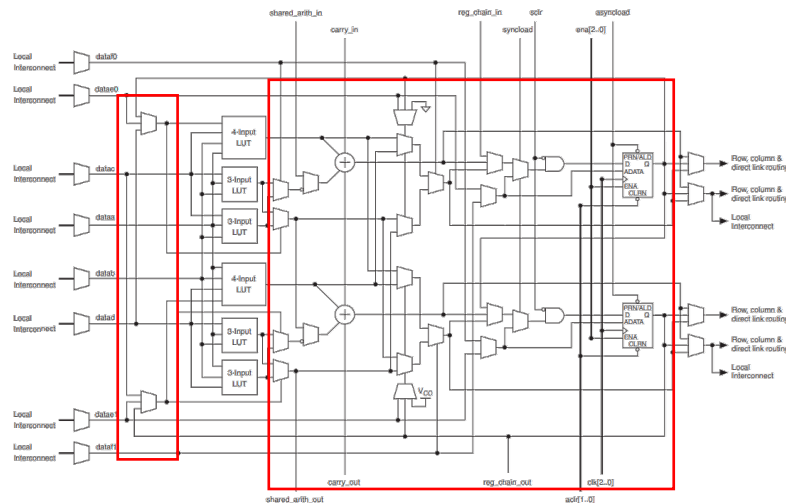 shared_arith_in
carry_in
reg_chain_in
sclr
syncload
asyncload
ena[2..0]
Local
Interconnect
dataf0
Local
Interconnect
datae0
4-Input
LUT
3-Input
LUT
3-Input
LUT
Local
Interconnect
datac
Local
Interconnect
dataa
+
PRN/ALD
D Q
ADATA
ENA
CLRN
Row, column &
direct link routing
Row, column &
direct link routing
Local
Interconnect
Local
Interconnect
datab
Local
Interconnect
datad
4-Input
LUT
3-Input
LUT
3-Input
LUT
+
PRN/ALD
D Q
ADATA
ENA
CLRN
Row, column &
direct link routing
Row, column &
direct link routing
Local
Interconnect
VCC
Local
Interconnect
datae1
Local
Interconnect
dataf1
shared_arith_out
carry_out
reg_chain_out
clk[2..0]
aclr[1..0]